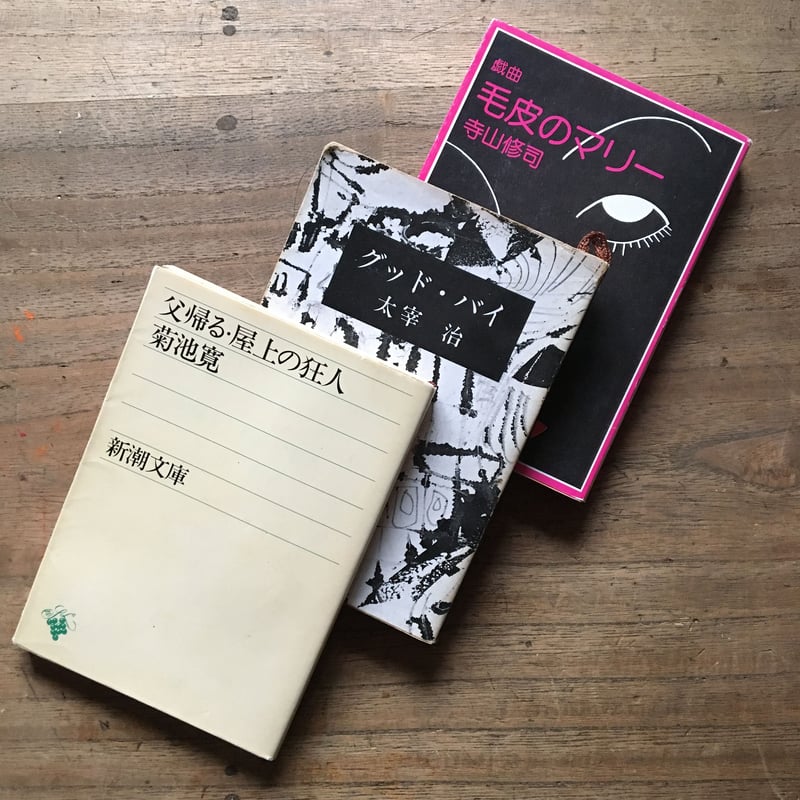 戯曲
毛皮のマリー
寺山修司
グッド・バイ
太宰 治
父帰る・屋上の狂人
菊池寛
新潮文庫